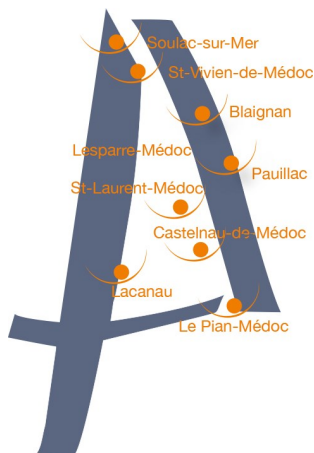 Soulac-sur-Mer
St-Vivien-de-Médoc
Blaignan
Lesparre-Médoc
Pauillac
St-Laurent-Médoc
Castelnau-de-Médoc
Lacanau
Le Pian-Médoc